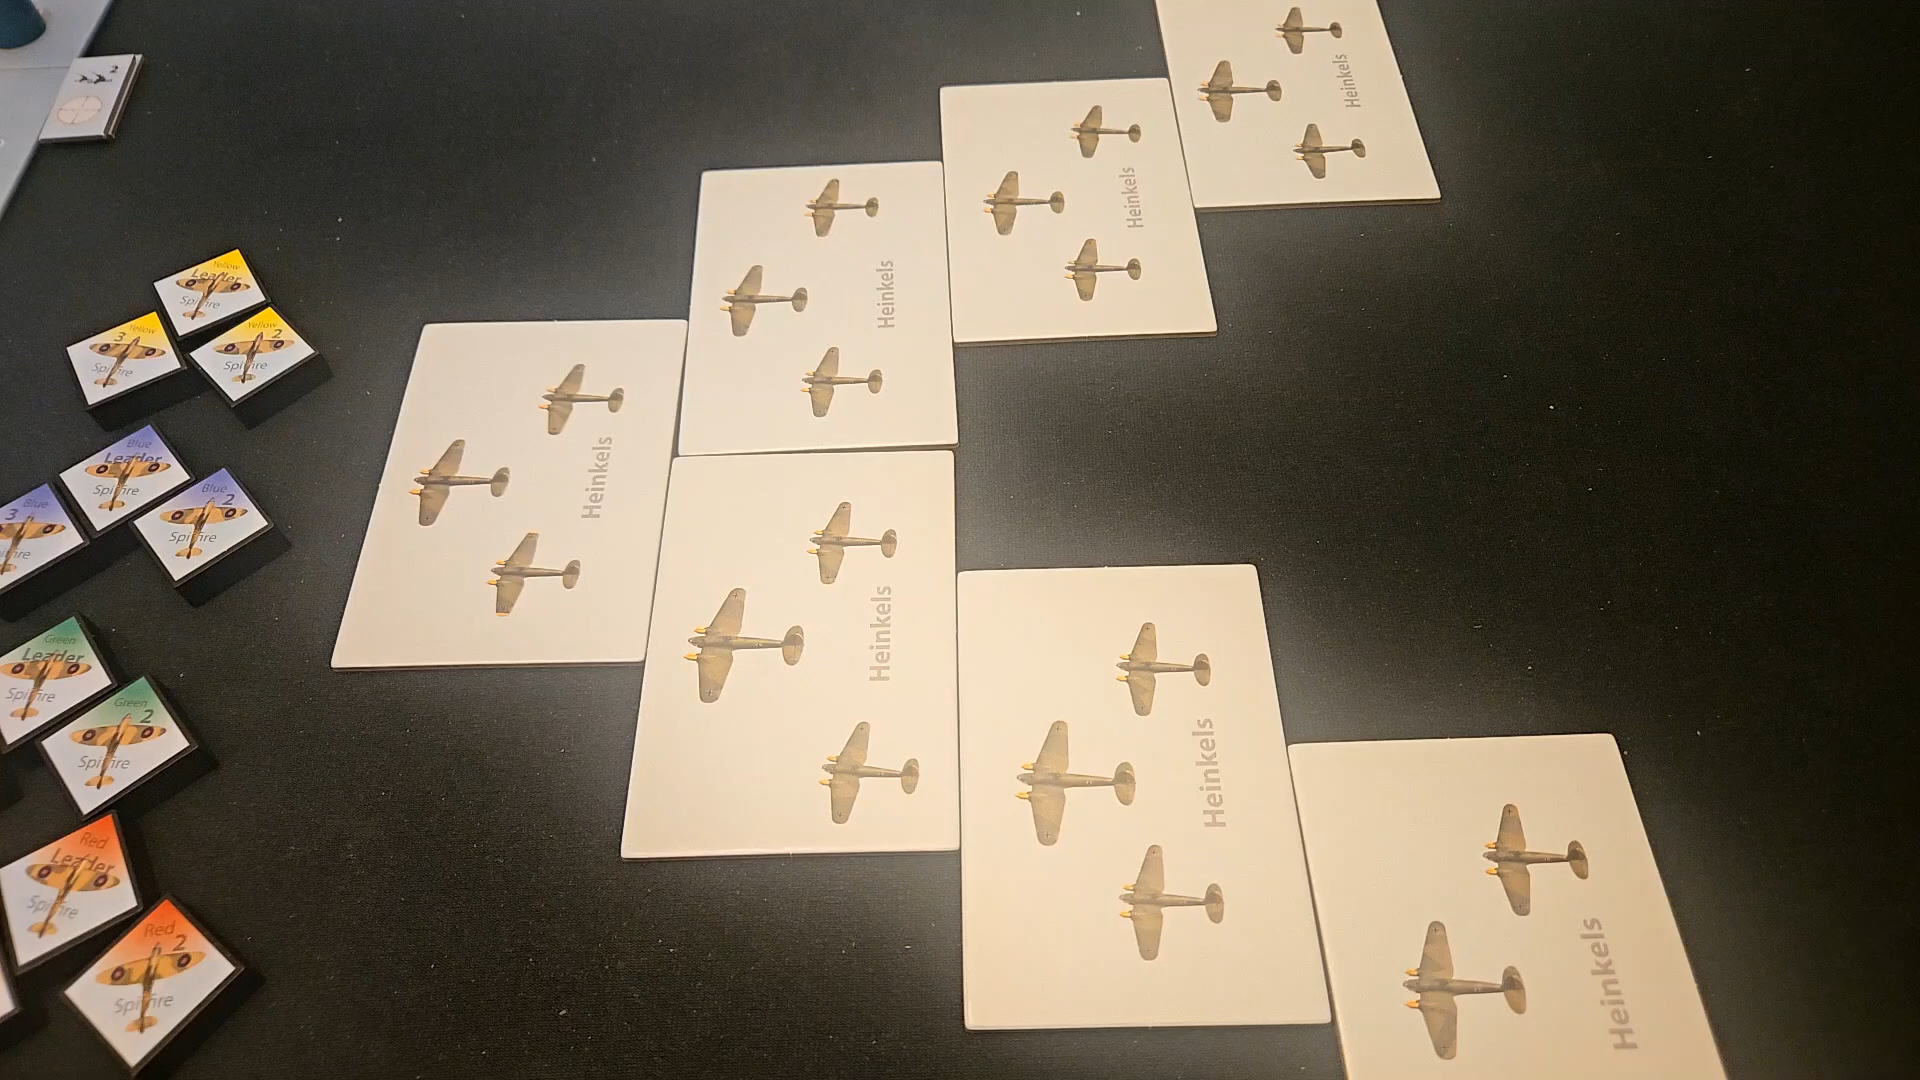 2
Yellow
Leader
Spitfire
Yellow
3
Spitfire
Yellow
2
Spitfire
Blue
Leader
Spitfire
Blue
3
Blue
2
Spitfire
Green
Leader
Spitfire
Green
2
Spitfire
Red
Leader
Spitfire
Red
2
Spitfire
Heinkels
Heinkels
Heinkels
Heinkels
Heinkels
Heinkels
Heinkels